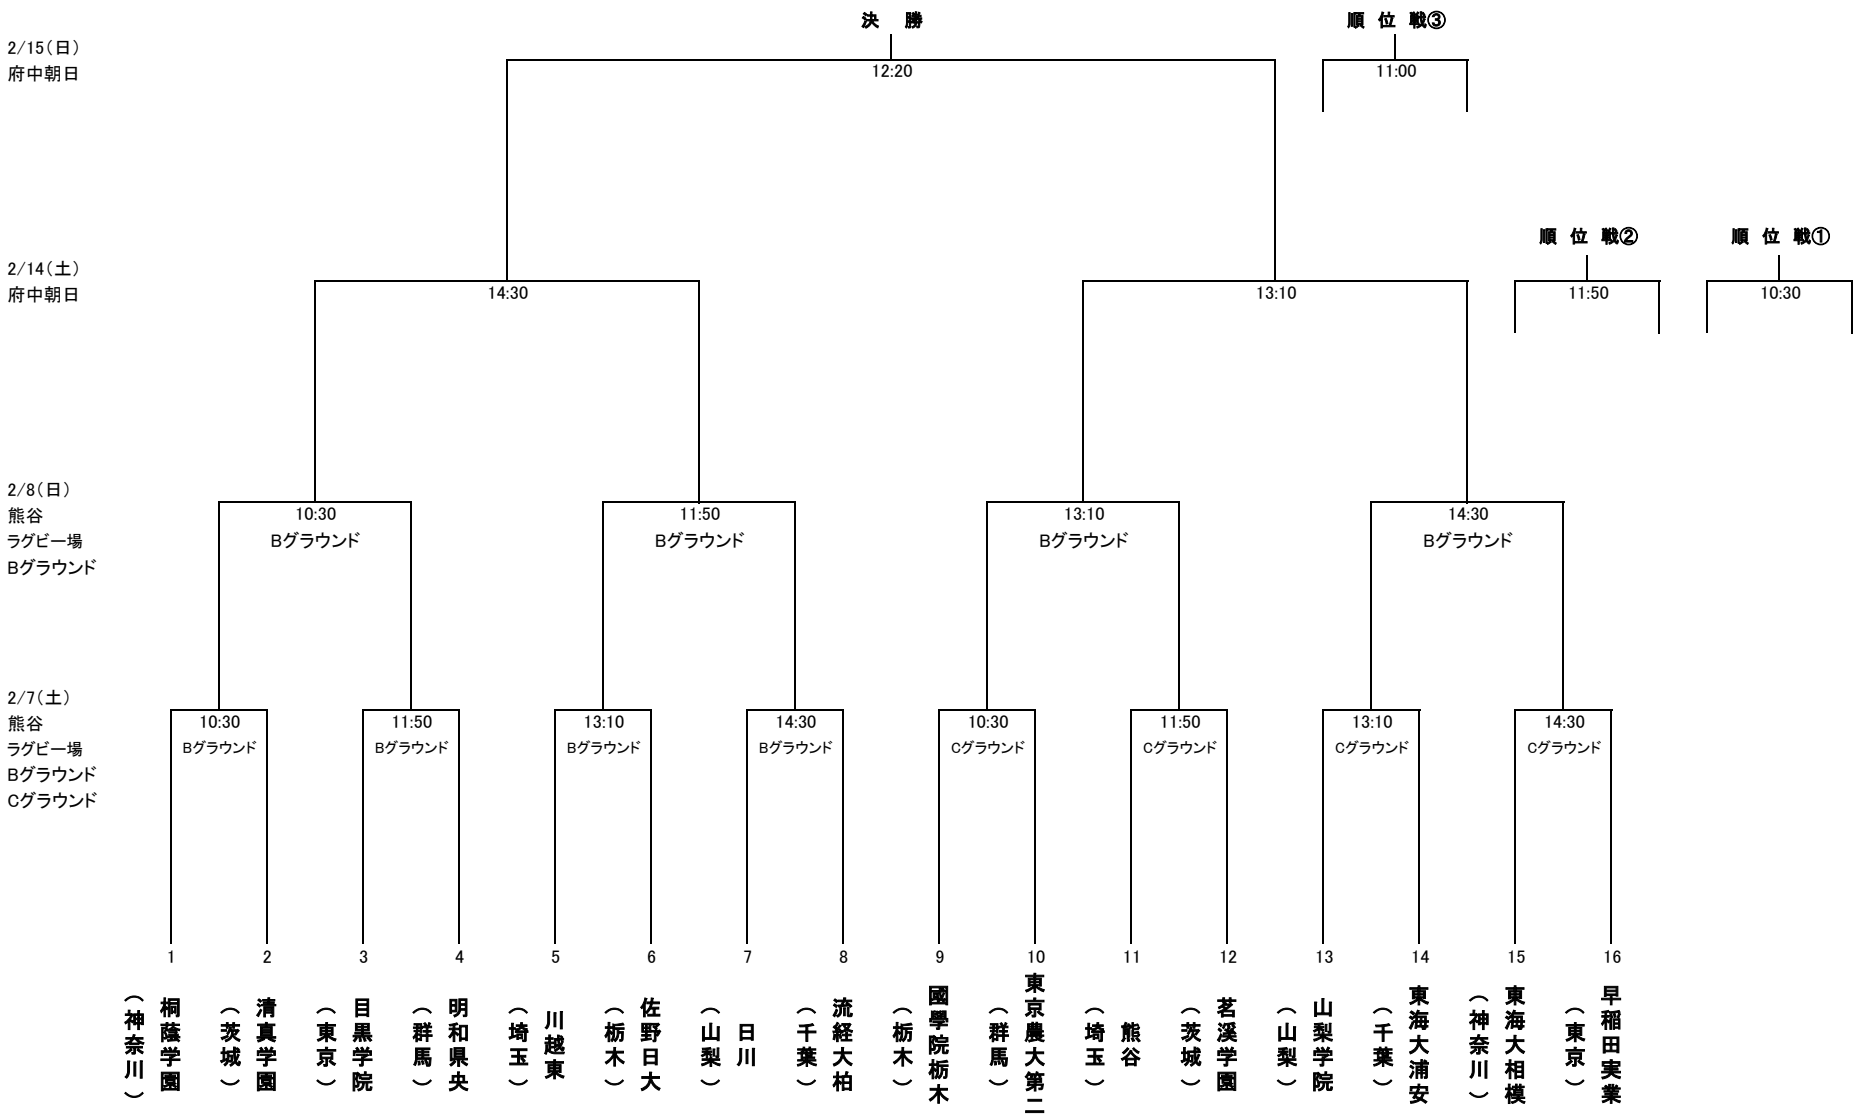 決 勝
順 位 戦③
2/15(日)
府中朝日
12:20
11:00
順 位 戦②
順 位 戦①
2/14(土)
府中朝日
14:30
13:10
11:50
10:30
2/8(日)
熊谷
ラグビー場
Bグラウンド
10:30
Bグラウンド
11:50
Bグラウンド
13:10
Bグラウンド
14:30
Bグラウンド
2/7(土)
熊谷
ラグビー場
Bグラウンド
Cグラウンド
10:30
Bグラウンド
11:50
Bグラウンド
13:10
Bグラウンド
14:30
Bグラウンド
10:30
Cグラウンド
11:50
Cグラウンド
13:10
Cグラウンド
14:30
Cグラウンド
1
桐蔭学園
(神奈川)
2
清真学園
(茨城)
3
目黒学院
(東京)
4
明和県央
(群馬)
5
川越東
(埼玉)
6
佐野日大
(栃木)
7
日川
(山梨)
8
流経大柏
(千葉)
9
國學院栃木
(栃木)
10
東京農大第二
(群馬)
11
熊谷
(埼玉)
12
茗溪学園
(茨城)
13
山梨学院
(山梨)
14
東海大浦安
(千葉)
15
東海大相模
(神奈川)
16
早稲田実業
(東京)